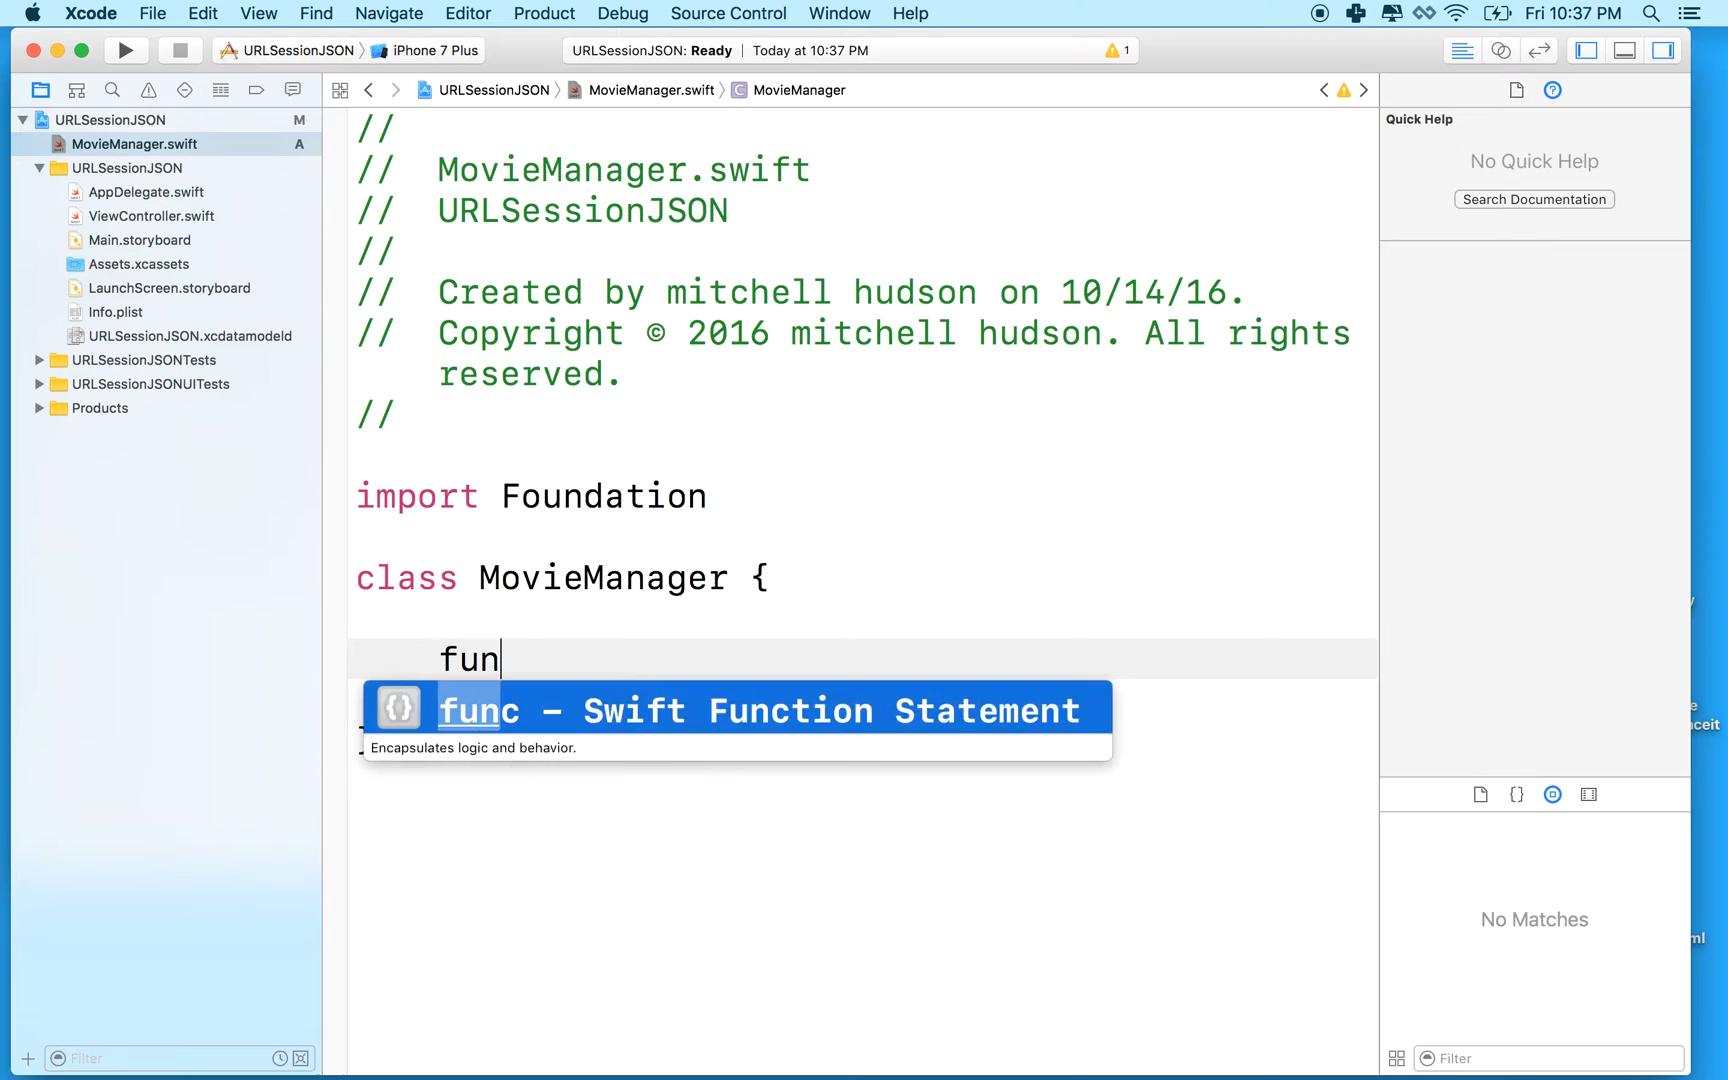 Xcode File Edit View Find Navigate Editor Product Debug Source Control Window Help Fri 10:37 PM
URLSessionJSON iPhone 7 Plus URLSessionJSON: Ready Today at 10:37 PM 1
URLSessionJSON MovieManager.swift MovieManager
URLSessionJSON M
MovieManager.swift A
URLSessionJSON
AppDelegate.swift
ViewController.swift
Main.storyboard
Assets.xcassets
LaunchScreen.storyboard
Info.plist
URLSessionJSON.xcdatamodeld
URLSessionJSONTests
URLSessionJSONUITests
Products
Filter
//
// MovieManager.swift
// URLSessionJSON
//
// Created by mitchell hudson on 10/14/16.
// Copyright © 2016 mitchell hudson. All rights
reserved.
//
import Foundation
class MovieManager {
fun
{} func - Swift Function Statement
Encapsulates logic and behavior.
Quick Help
No Quick Help
Search Documentation
{}
No Matches
Filter
e
ceit
ml